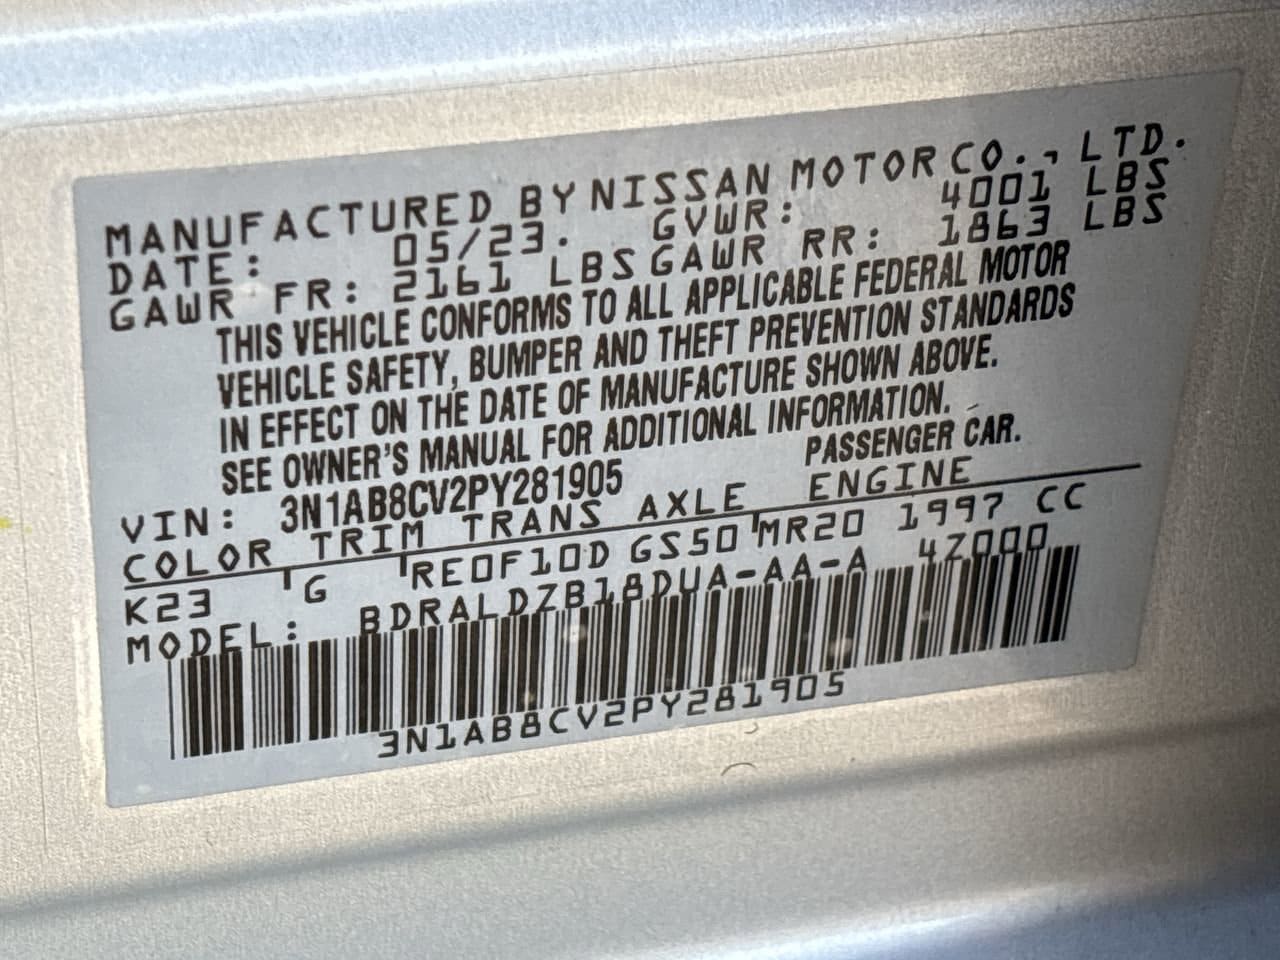 MANUFACTURED BY NISSAN MOTOR CO., LTD.
DATE: 05/23. GVWR: 4001 LBS
GAWR FR: 2161 LBS GAWR RR: 1863 LBS
THIS VEHICLE CONFORMS TO ALL APPLICABLE FEDERAL MOTOR
VEHICLE SAFETY, BUMPER AND THEFT PREVENTION STANDARDS
IN EFFECT ON THE DATE OF MANUFACTURE SHOWN ABOVE.
SEE OWNER'S MANUAL FOR ADDITIONAL INFORMATION.
VIN: 3N1AB8CV2PY281905 PASSENGER CAR.
COLOR TRIM TRANS AXLE ENGINE
K23 G RE0F10D GS50 MR20 1997 CC
MODEL: BDRALDZB18DUA-AA-A 4Z000
3N1AB8CV2PY281905